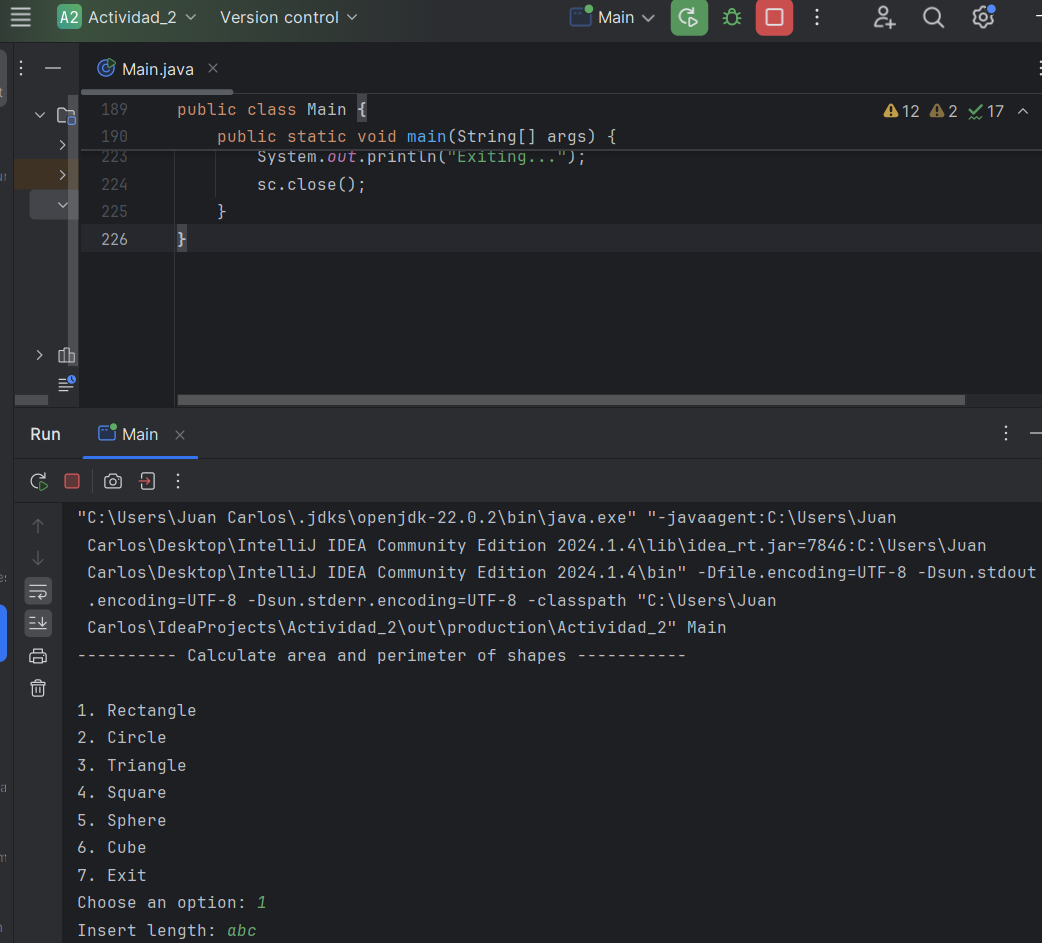 A2 Actividad_2 Version control Main
Main.java
189 public class Main {
12 2 17
190 public static void main(String[] args) {
223 System.out.println("Exiting...");
224 sc.close();
225 }
226 }
Run Main
"C:\Users\Juan Carlos\.jdks\openjdk-22.0.2\bin\java.exe" "-javaagent:C:\Users\Juan
Carlos\Desktop\IntelliJ IDEA Community Edition 2024.1.4\lib\idea_rt.jar=7846:C:\Users\Juan
Carlos\Desktop\IntelliJ IDEA Community Edition 2024.1.4\bin" -Dfile.encoding=UTF-8 -Dsun.stdout
.encoding=UTF-8 -Dsun.stderr.encoding=UTF-8 -classpath "C:\Users\Juan
Carlos\IdeaProjects\Actividad_2\out\production\Actividad_2" Main
---------- Calculate area and perimeter of shapes -----------
1. Rectangle
2. Circle
3. Triangle
4. Square
5. Sphere
6. Cube
7. Exit
Choose an option: 1
Insert length: abc